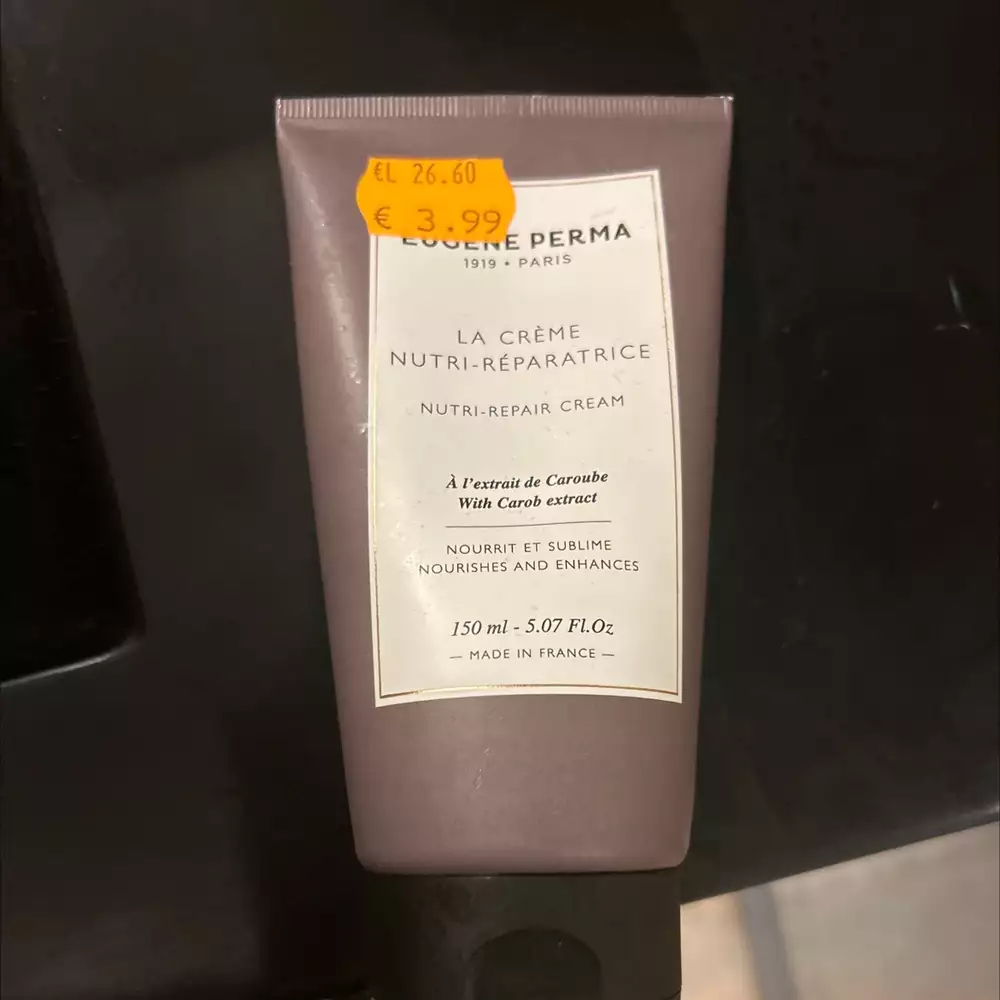 €L 26.60
€ 3.99
EUGENE PERMA
1919 • PARIS
LA CRÈME
NUTRI-RÉPARATRICE
NUTRI-REPAIR CREAM
À l'extrait de Caroube
With Carob extract
NOURRIT ET SUBLIME
NOURISHES AND ENHANCES
150 ml - 5.07 Fl.Oz
— MADE IN FRANCE —